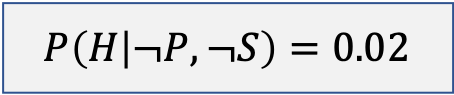 P(H|¬P, ¬S) = 0.02